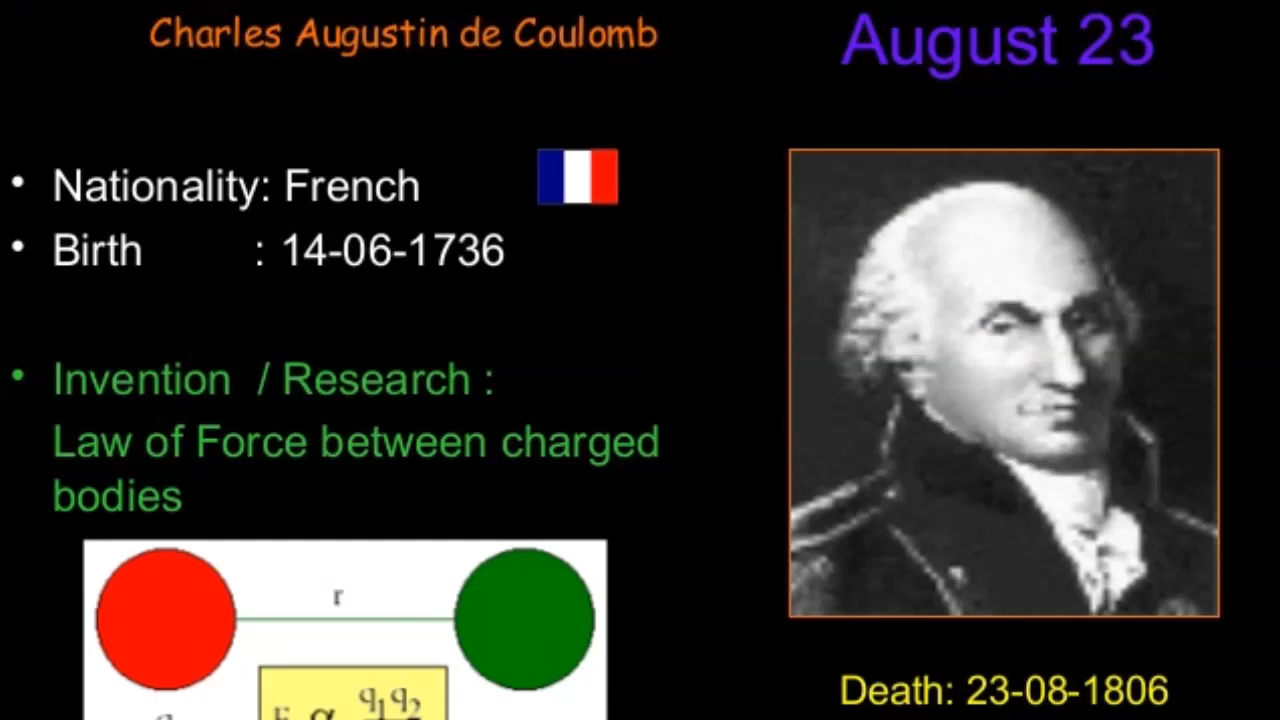 Charles Augustin de Coulomb
August 23
• Nationality: French
• Birth : 14-06-1736
• Invention / Research :
Law of Force between charged
bodies
r
q₁q₂
F ∝
Death: 23-08-1806